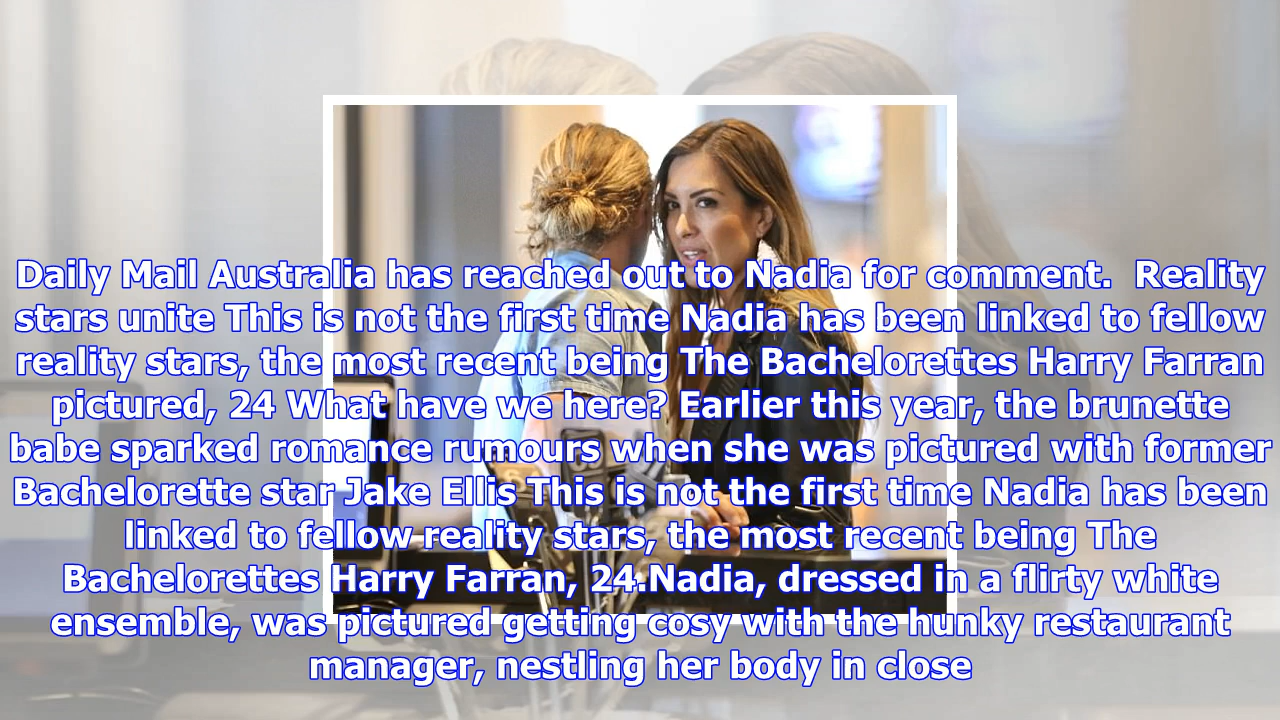 Daily Mail Australia has reached out to Nadia for comment.  Reality
stars unite This is not the first time Nadia has been linked to fellow
reality stars, the most recent being The Bachelorettes Harry Farran
pictured, 24 What have we here? Earlier this year, the brunette
babe sparked romance rumours when she was pictured with former
Bachelorette star Jake Ellis This is not the first time Nadia has been
linked to fellow reality stars, the most recent being The
Bachelorettes Harry Farran, 24.Nadia, dressed in a flirty white
ensemble, was pictured getting cosy with the hunky restaurant
manager, nestling her body in close